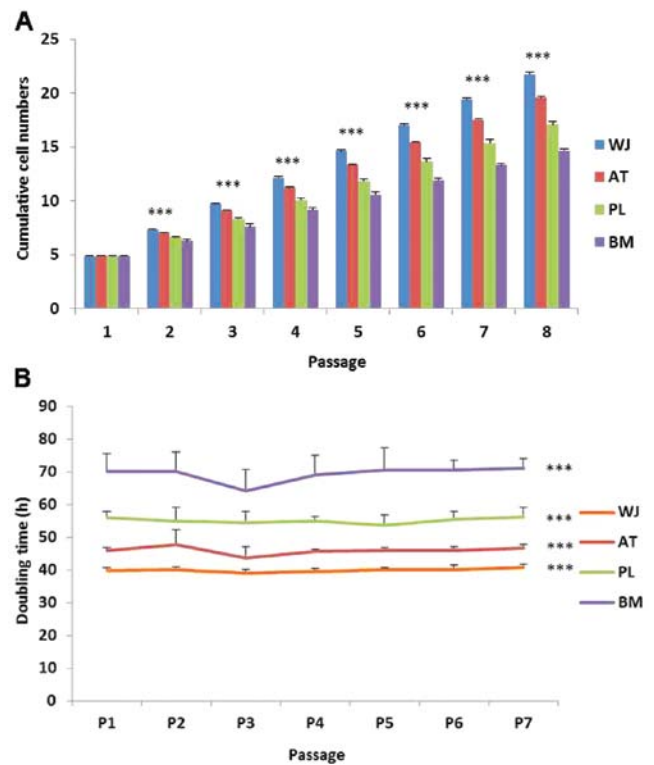 A
25
20
15
10
5
0
Cumulative cell numbers
*** *** *** *** *** *** ***
1 2 3 4 5 6 7 8
Passage
WJ
AT
PL
BM
B
90
80
70
60
50
40
30
20
10
0
Doubling time (h)
***
***
***
***
P1 P2 P3 P4 P5 P6 P7
Passage
WJ
AT
PL
BM